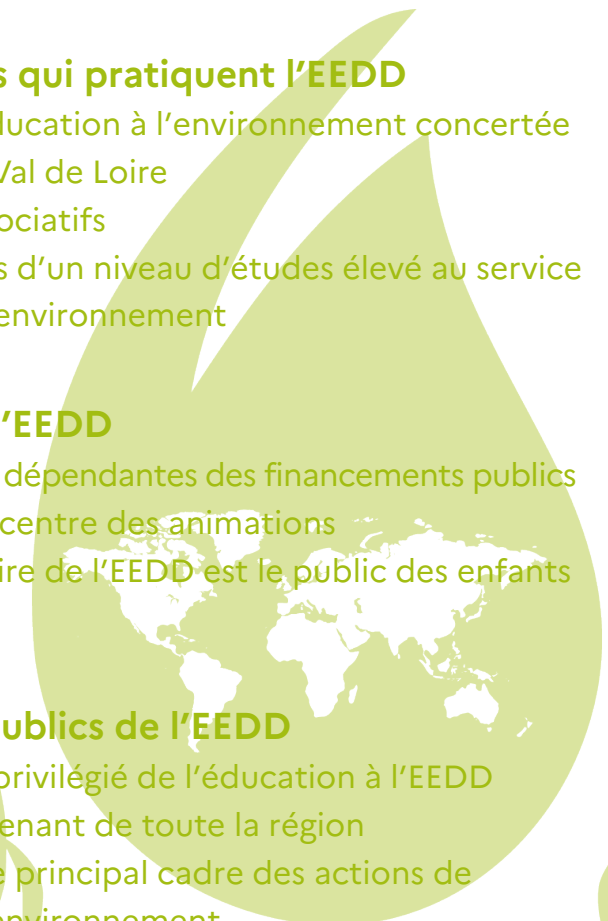 s qui pratiquent l'EEDD
ducation à l'environnement concertée
Val de Loire
ociatifs
s d'un niveau d'études élevé au service
environnement
'EEDD
dépendantes des financements publics
centre des animations
ire de l'EEDD est le public des enfants
ublics de l'EEDD
privilégié de l'éducation à l'EEDD
enant de toute la région
e principal cadre des actions de
environnement